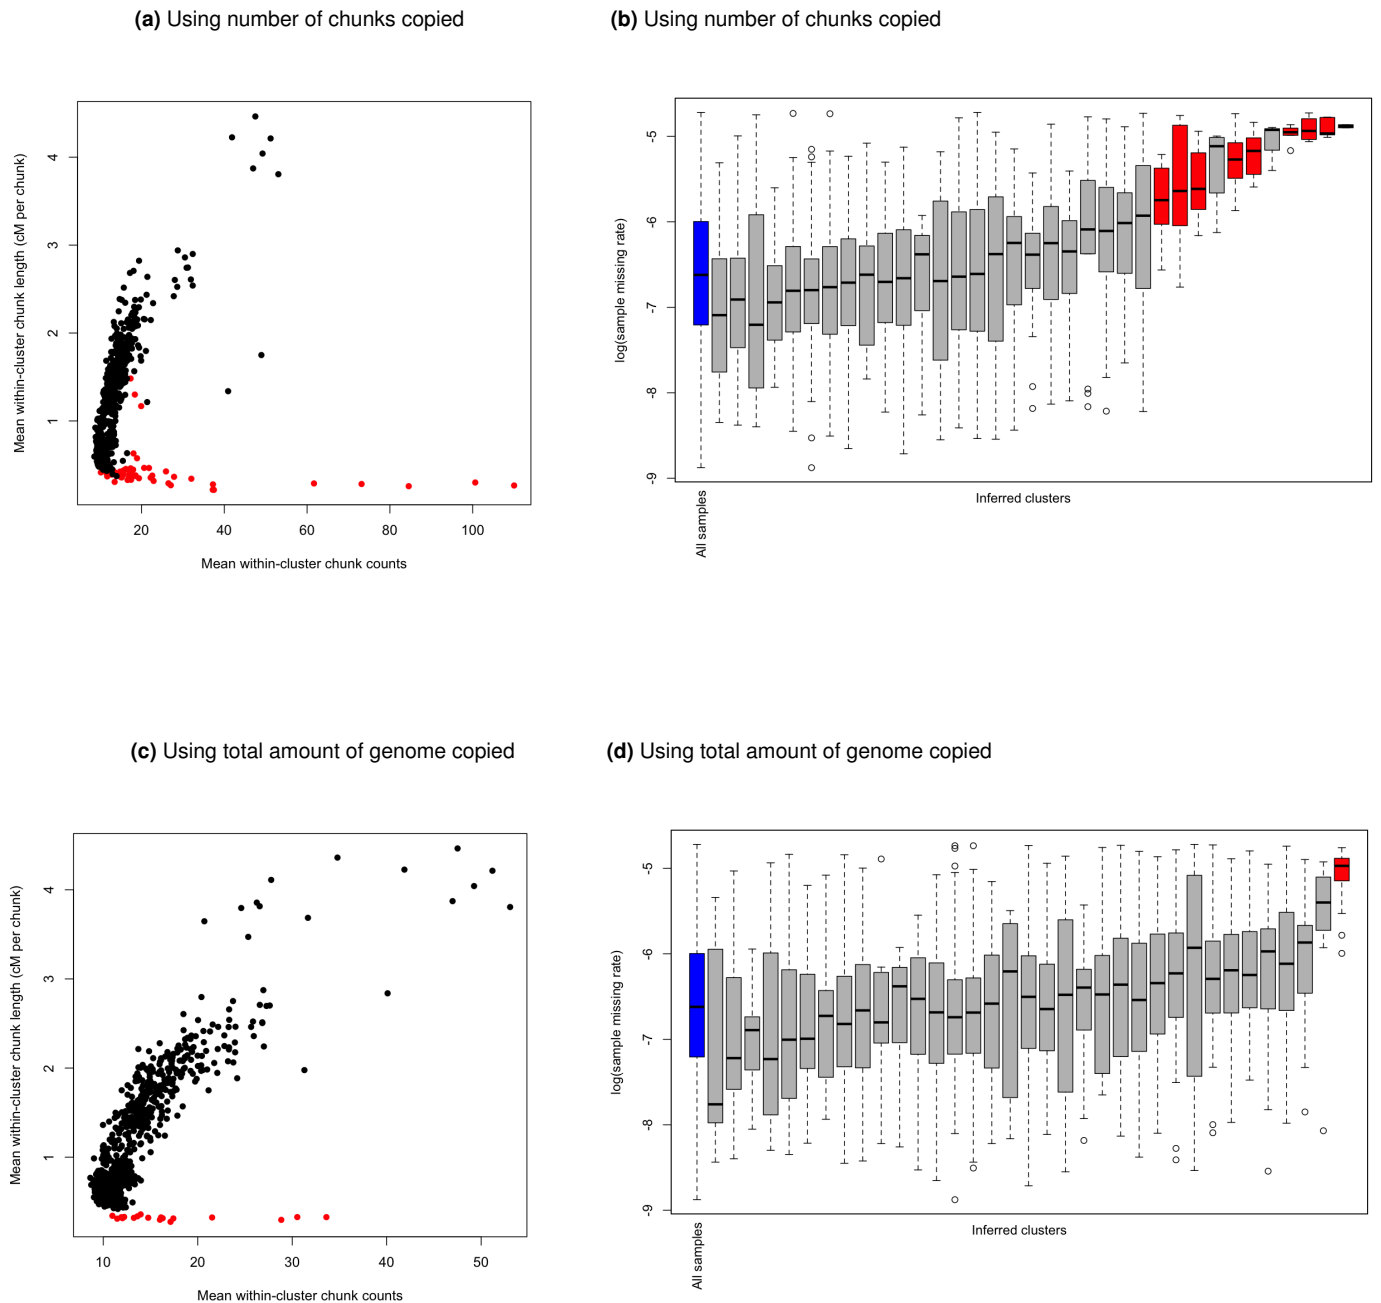 (a) Using number of chunks copied
(b) Using number of chunks copied
Mean within-cluster chunk length (cM per chunk)
4
3
2
1
20
40
60
80
100
Mean within-cluster chunk counts
log(sample missing rate)
-5
-6
-7
-8
-9
All samples
Inferred clusters
(c) Using total amount of genome copied
(d) Using total amount of genome copied
Mean within-cluster chunk length (cM per chunk)
4
3
2
1
10
20
30
40
50
Mean within-cluster chunk counts
log(sample missing rate)
-5
-6
-7
-8
-9
All samples
Inferred clusters